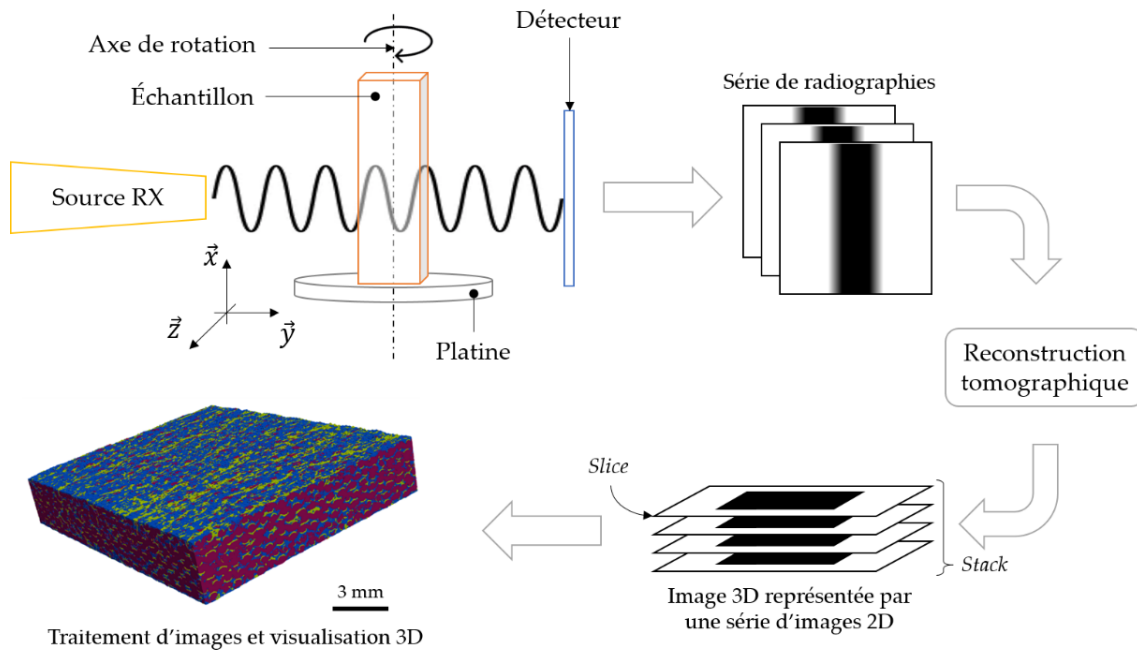 Détecteur
Axe de rotation
Échantillon
Série de radiographies
Source RX
x⃗
z⃗
y⃗
Platine
Reconstruction
tomographique
Slice
Stack
3 mm
Image 3D représentée par
une série d'images 2D
Traitement d'images et visualisation 3D